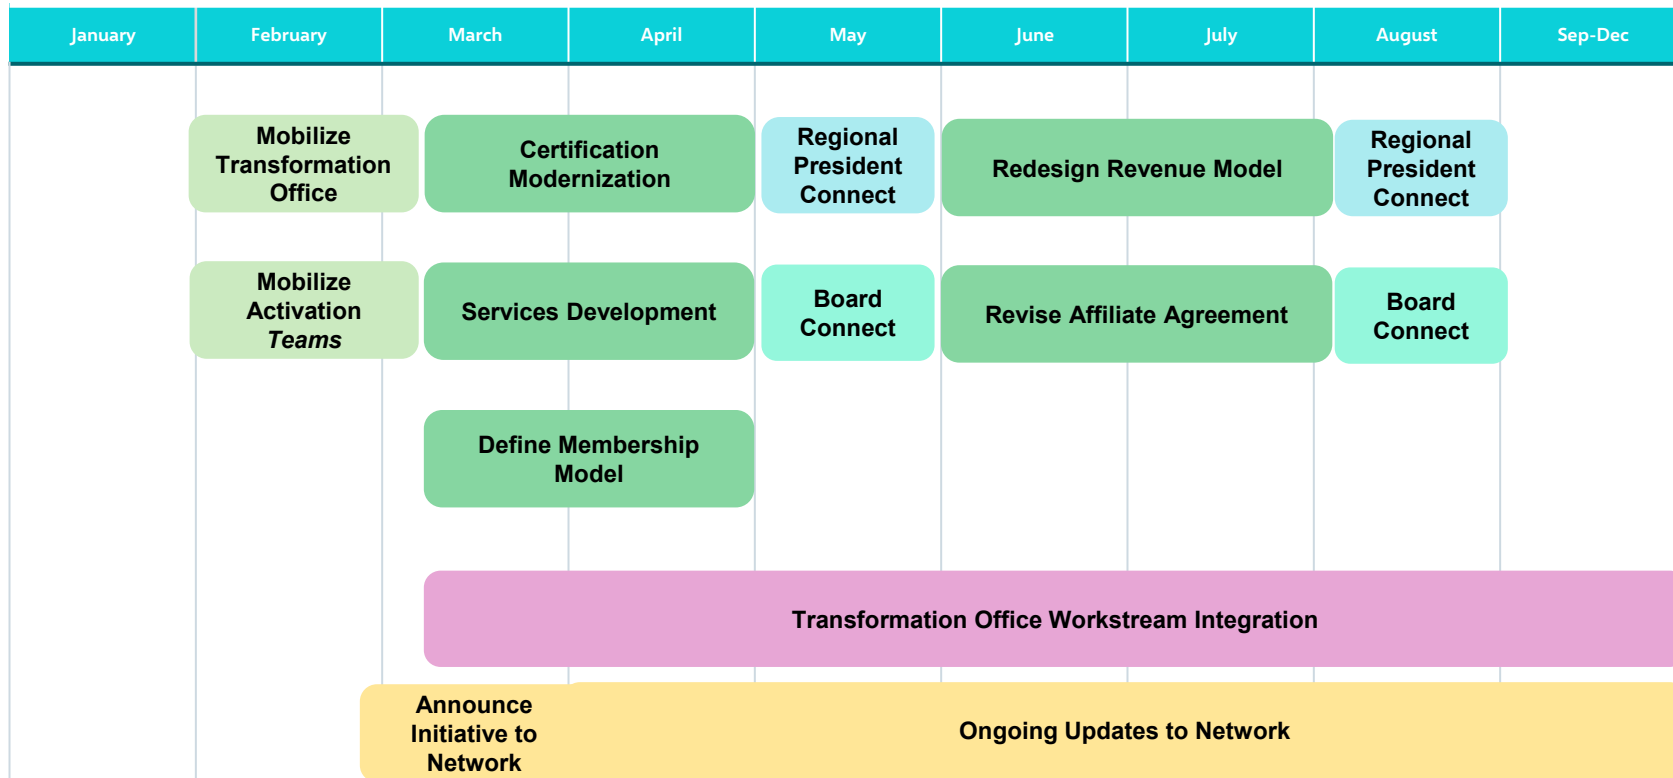 January
February
March
April
May
June
July
August
Sep-Dec
Mobilize
Transformation
Office
Certification
Modernization
Regional
President
Connect
Redesign Revenue Model
Regional
President
Connect
Mobilize
Activation
Teams
Services Development
Board
Connect
Revise Affiliate Agreement
Board
Connect
Define Membership
Model
Transformation Office Workstream Integration
Announce
Initiative to
Network
Ongoing Updates to Network